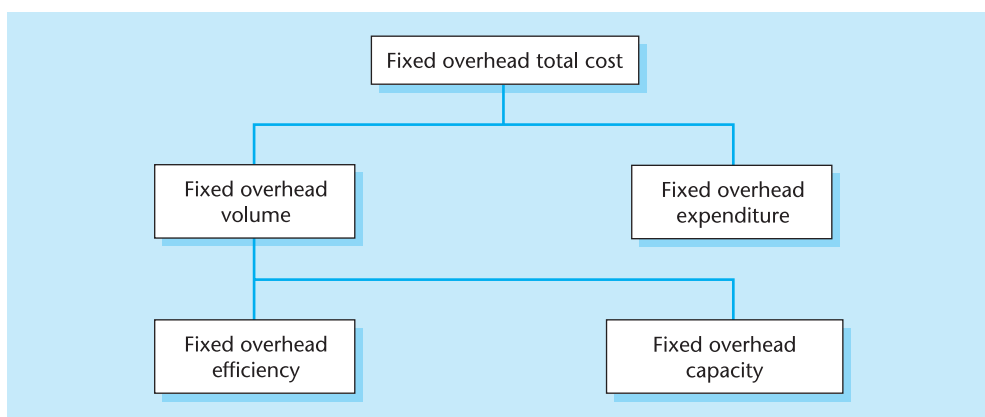 Fixed overhead total cost
Fixed overhead
volume
Fixed overhead
expenditure
Fixed overhead
efficiency
Fixed overhead
capacity